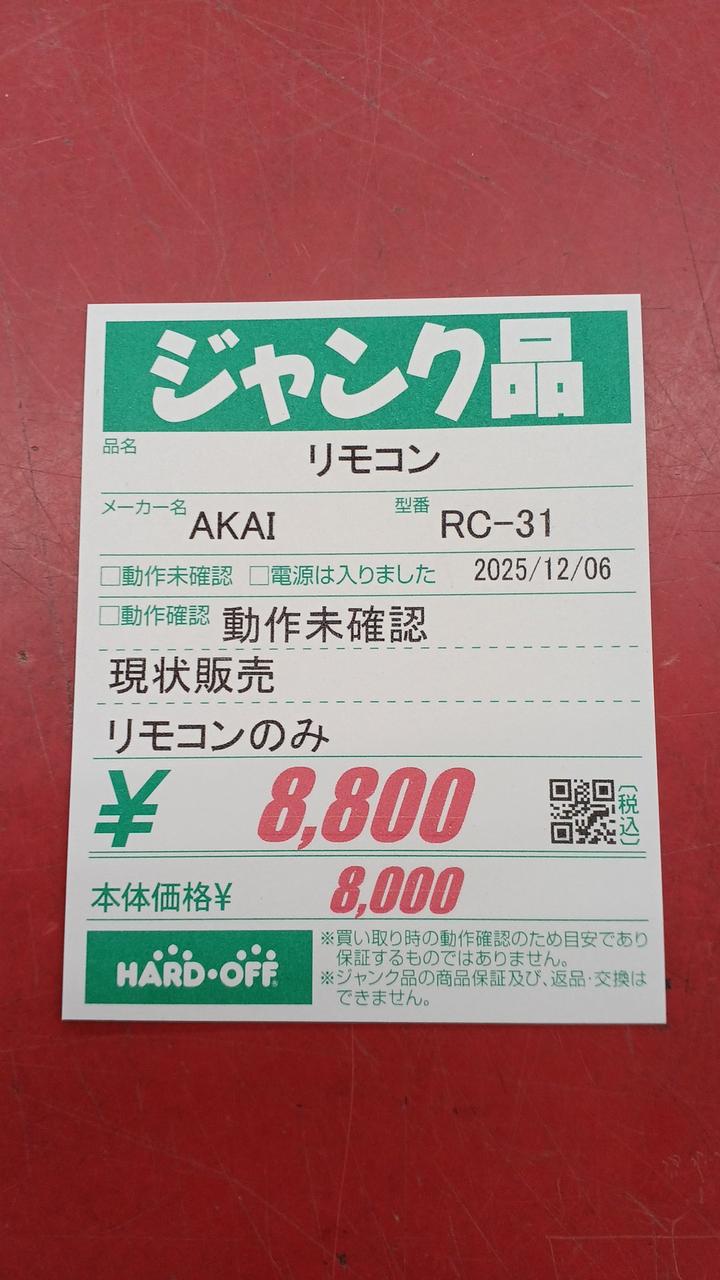 ジャンク品
品名 リモコン
メーカー名 AKAI 型番 RC-31
□動作未確認 □電源は入りました 2025/12/06
□動作確認 動作未確認
現状販売
リモコンのみ
¥ 8,800 〔税込〕
本体価格¥ 8,000
HARD・OFF
※買い取り時の動作確認のため目安であり
保証するものではありません。
※ジャンク品の商品保証及び、返品・交換は
できません。